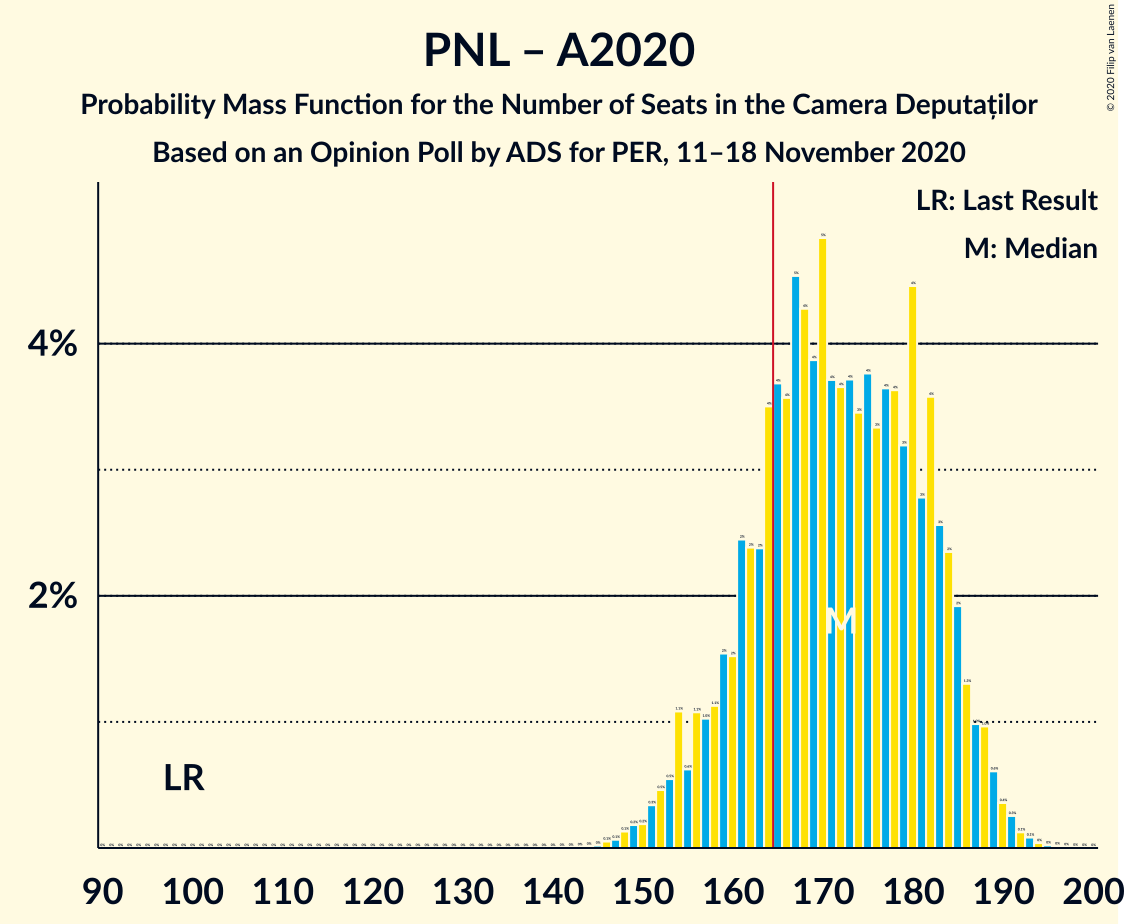 PNL – A2020
Probability Mass Function for the Number of Seats in the Camera Deputaților
Based on an Opinion Poll by ADS for PER, 11–18 November 2020
© 2020 Filip van Laenen
LR: Last Result
M: Median
4%
2%
M
LR
90 100 110 120 130 140 150 160 170 180 190 200